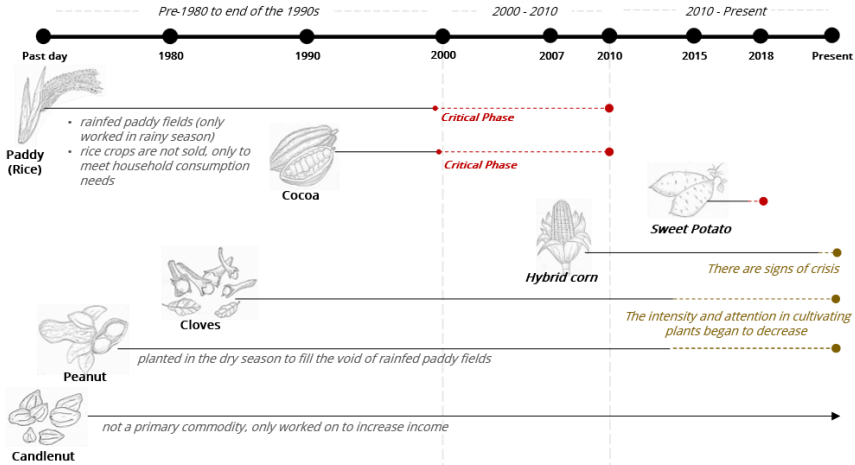 Pre-1980 to end of the 1990s
2000 - 2010
2010 - Present
Past day
1980
1990
2000
2007
2010
2015
2018
Present
Paddy
(Rice)
• rainfed paddy fields (only
worked in rainy season)
• rice crops are not sold, only to
meet household consumption
needs
Critical Phase
Cocoa
Critical Phase
Sweet Potato
Hybrid corn
There are signs of crisis
Cloves
The intensity and attention in cultivating
plants began to decrease
Peanut
planted in the dry season to fill the void of rainfed paddy fields
Candlenut
not a primary commodity, only worked on to increase income